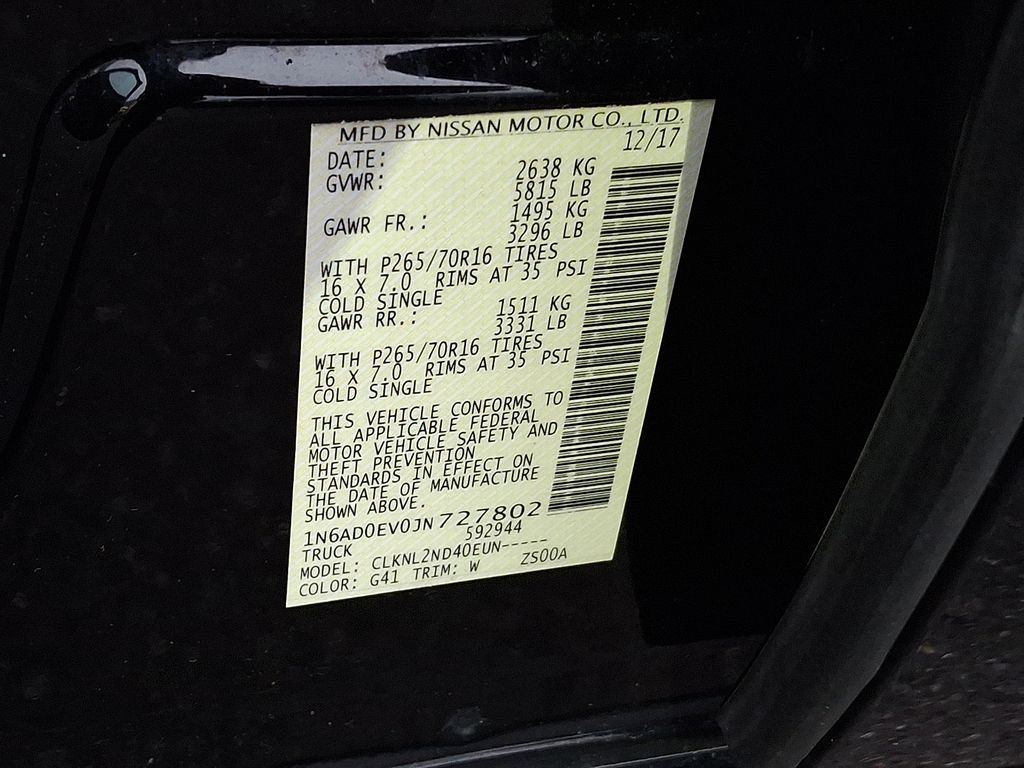 MFD BY NISSAN MOTOR CO., LTD.
DATE: 12/17
GVWR: 2638 KG
5815 LB
GAWR FR.: 1495 KG
3296 LB
WITH P265/70R16 TIRES
16 X 7.0 RIMS AT 35 PSI
COLD SINGLE
GAWR RR.: 1511 KG
3331 LB
WITH P265/70R16 TIRES
16 X 7.0 RIMS AT 35 PSI
COLD SINGLE
THIS VEHICLE CONFORMS TO
ALL APPLICABLE FEDERAL
MOTOR VEHICLE SAFETY AND
THEFT PREVENTION
STANDARDS IN EFFECT ON
THE DATE OF MANUFACTURE
SHOWN ABOVE.
1N6AD0EV0JN727802
TRUCK 592944
MODEL: CLKNL2ND40EUN-----
COLOR: G41 TRIM: W ZS00A